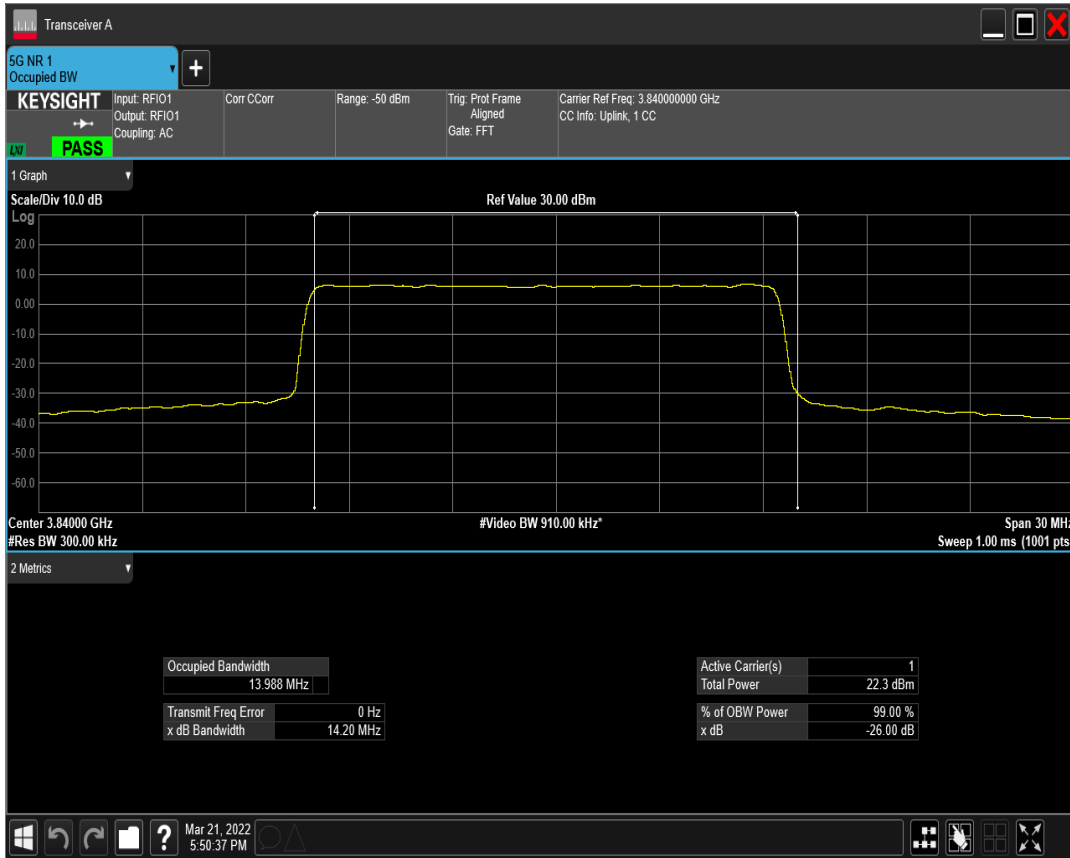 Transceiver A
5G NR 1
Occupied BW
KEYSIGHT
LXI
PASS
Input: RFIO1
Output: RFIO1
Coupling: AC
Corr CCorr
Range: -50 dBm
Trig: Prot Frame
Aligned
Gate: FFT
Carrier Ref Freq: 3.840000000 GHz
CC Info: Uplink, 1 CC
1 Graph
Scale/Div 10.0 dB
Ref Value 30.00 dBm
Log
20.0
10.0
0.00
-10.0
-20.0
-30.0
-40.0
-50.0
-60.0
Center 3.84000 GHz
#Video BW 910.00 kHz*
Span 30 MHz
#Res BW 300.00 kHz
Sweep 1.00 ms (1001 pts
2 Metrics
Occupied Bandwidth
13.988 MHz
Transmit Freq Error 0 Hz
x dB Bandwidth 14.20 MHz
Active Carrier(s) 1
Total Power 22.3 dBm
% of OBW Power 99.00 %
x dB -26.00 dB
?
Mar 21, 2022
5:50:37 PM